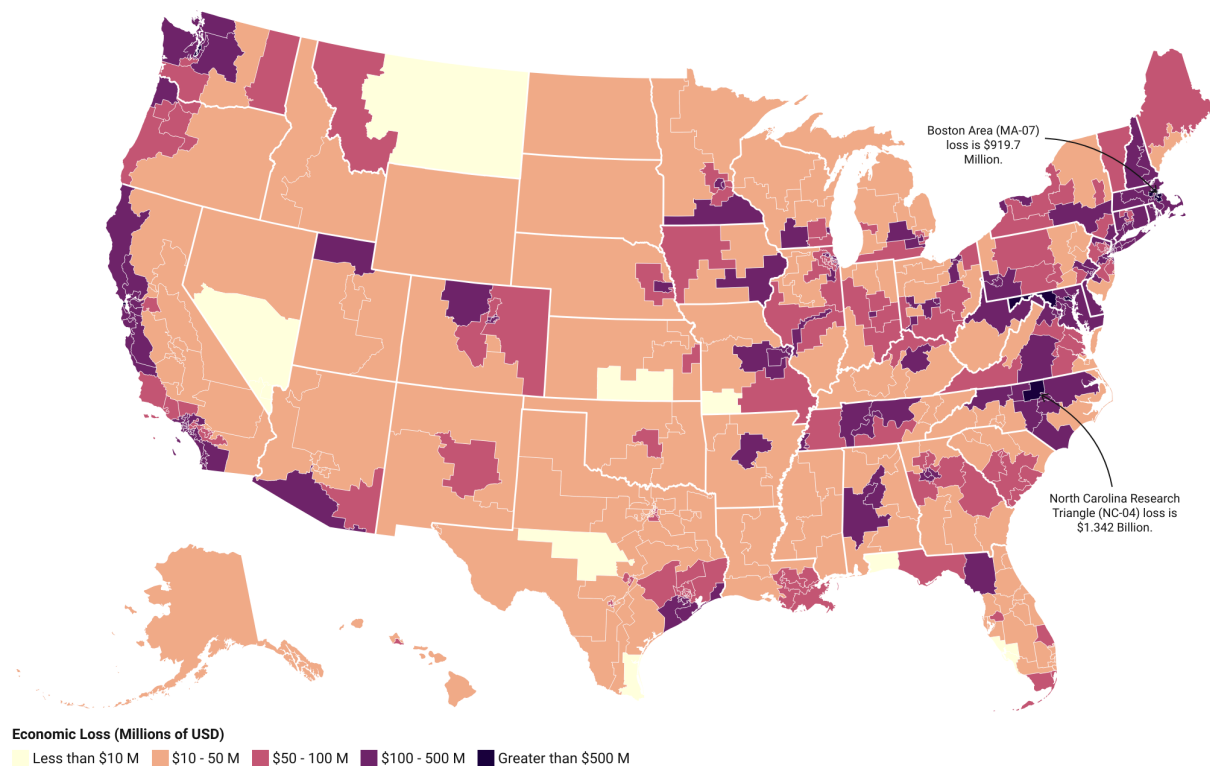 Boston Area (MA-07)
loss is $919.7
Million.
North Carolina Research
Triangle (NC-04) loss is
$1.342 Billion.
Economic Loss (Millions of USD)
Less than $10 M $10 - 50 M $50 - 100 M $100 - 500 M Greater than $500 M